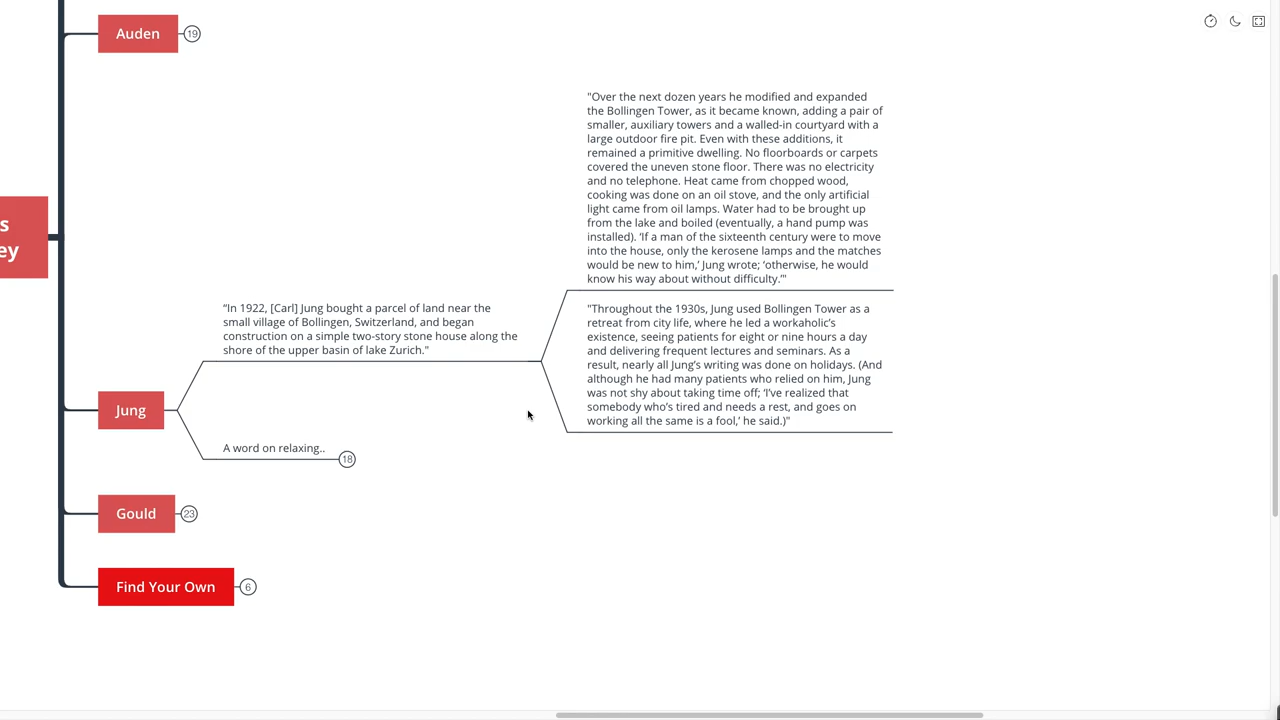 Auden
19
"Over the next dozen years he modified and expanded
the Bollingen Tower, as it became known, adding a pair of
smaller, auxiliary towers and a walled-in courtyard with a
large outdoor fire pit. Even with these additions, it
remained a primitive dwelling. No floorboards or carpets
covered the uneven stone floor. There was no electricity
and no telephone. Heat came from chopped wood,
cooking was done on an oil stove, and the only artificial
light came from oil lamps. Water had to be brought up
from the lake and boiled (eventually, a hand pump was
installed). ‘If a man of the sixteenth century were to move
into the house, only the kerosene lamps and the matches
would be new to him,’ Jung wrote; ‘otherwise, he would
know his way about without difficulty.’"
s
ey
“In 1922, [Carl] Jung bought a parcel of land near the
small village of Bollingen, Switzerland, and began
construction on a simple two-story stone house along the
shore of the upper basin of lake Zurich."
"Throughout the 1930s, Jung used Bollingen Tower as a
retreat from city life, where he led a workaholic’s
existence, seeing patients for eight or nine hours a day
and delivering frequent lectures and seminars. As a
result, nearly all Jung’s writing was done on holidays. (And
although he had many patients who relied on him, Jung
was not shy about taking time off; ‘I’ve realized that
somebody who’s tired and needs a rest, and goes on
working all the same is a fool,’ he said.)"
Jung
A word on relaxing..
18
Gould
23
Find Your Own
6